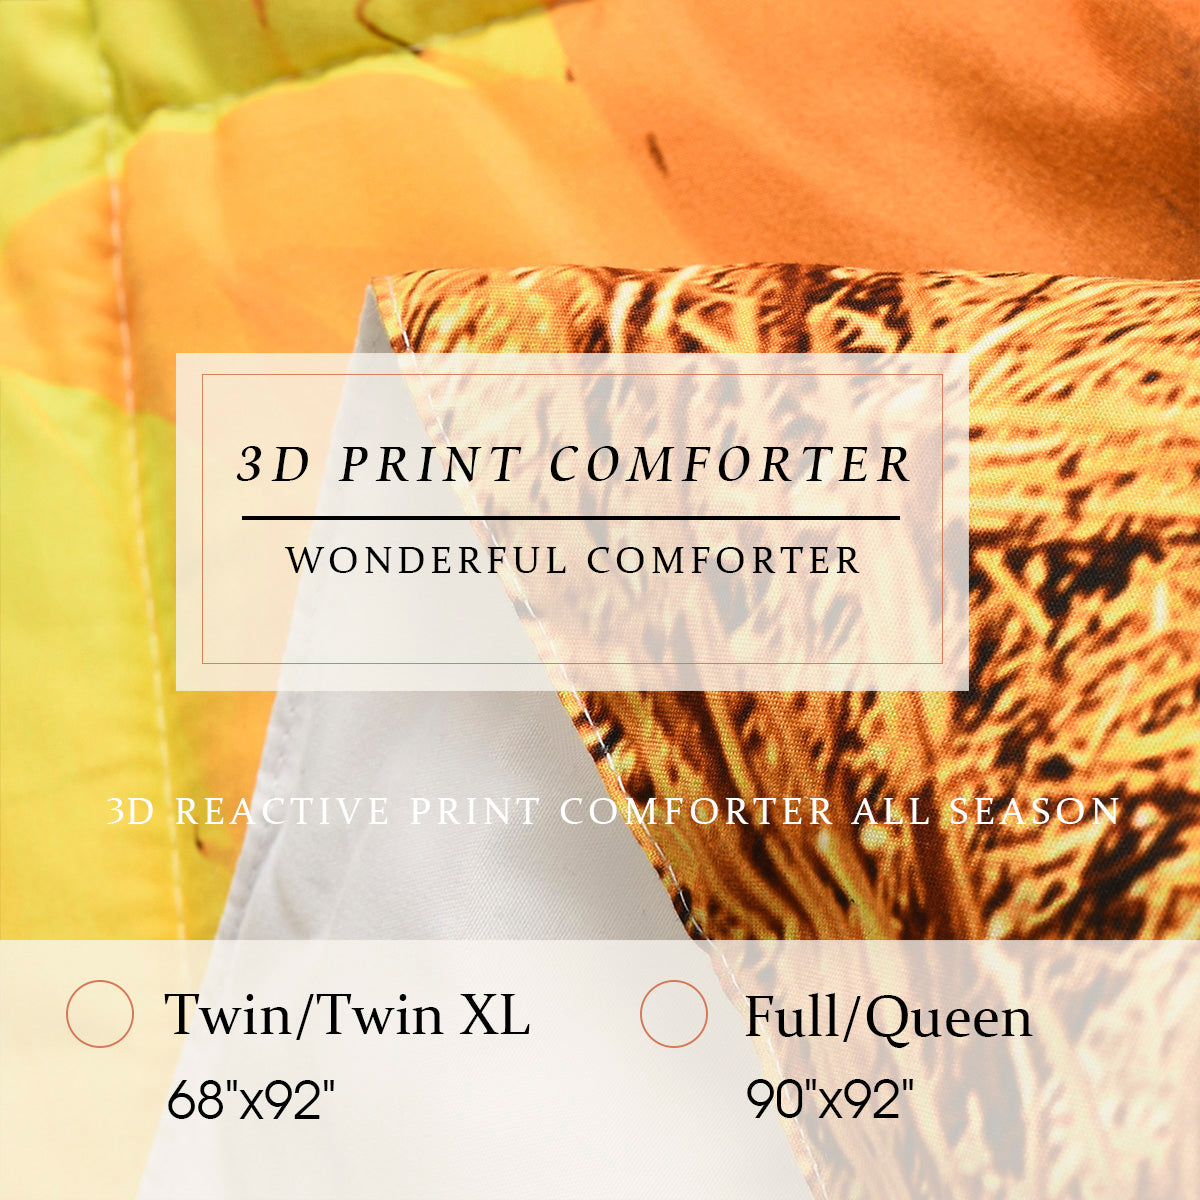 3D PRINT COMFORTER
WONDERFUL COMFORTER
3D REACTIVE PRINT COMFORTER ALL SEASON
Twin/Twin XL
68"x92"
Full/Queen
90"x92"